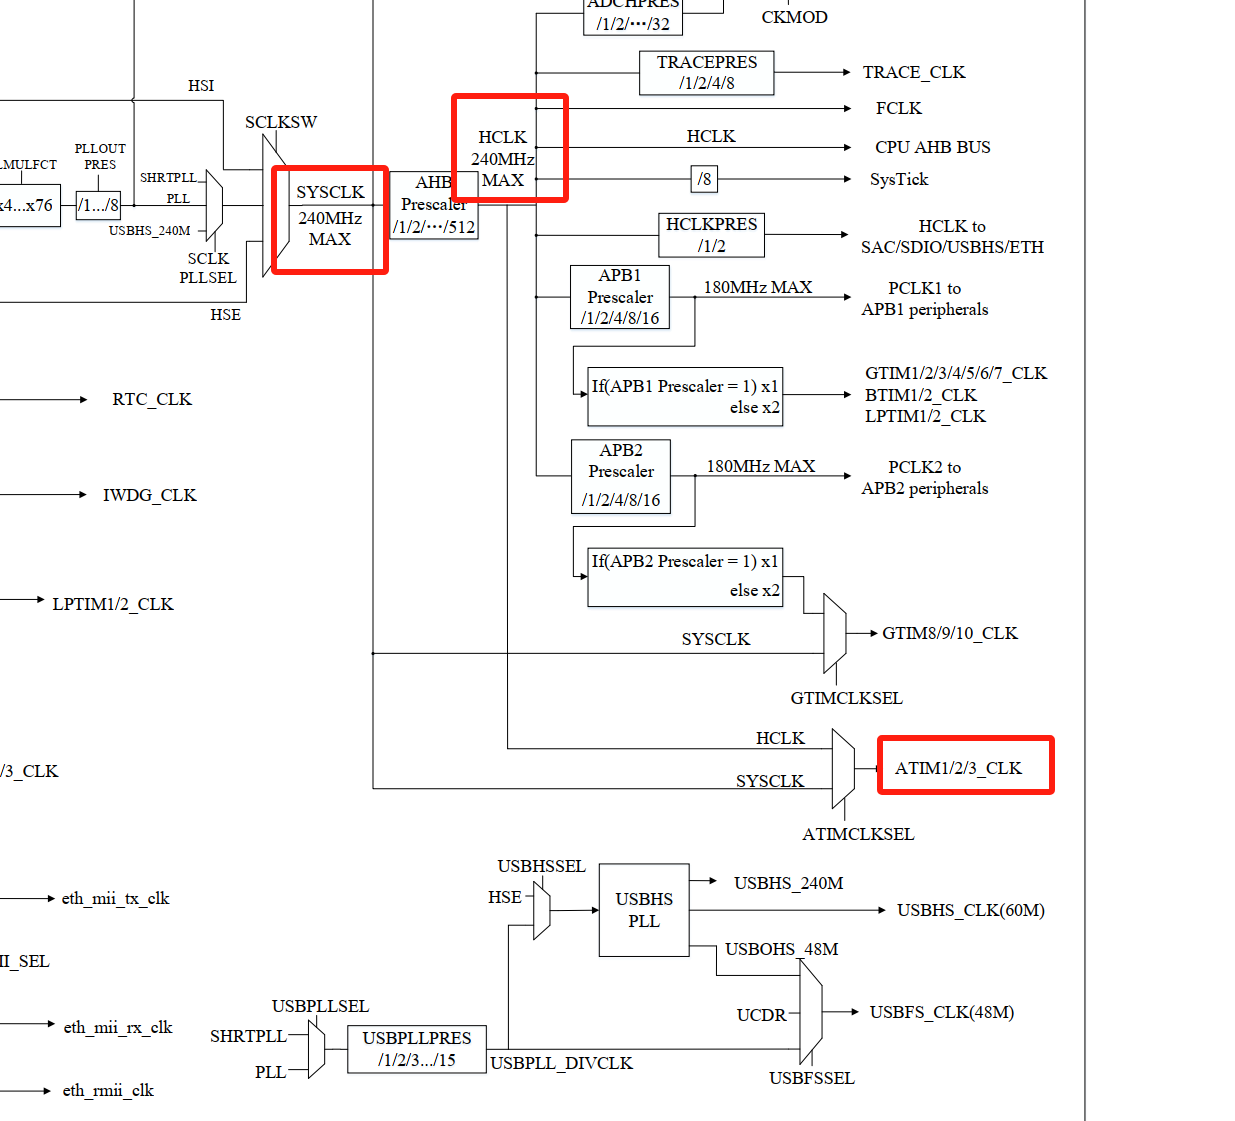 ADCHPRES
/1/2/···/32
CKMOD
TRACEPRES
/1/2/4/8
TRACE_CLK
HSI
FCLK
SCLKSW
HCLK
240MHz
MAX
HCLK
CPU AHB BUS
PLLOUT
PRES
LMULFCT
SHRTPLL
/8
SysTick
AHB
Prescaler
/1/2/···/512
SYSCLK
240MHz
MAX
x4...x76
/1.../8
PLL
USBHS_240M
SCLK
PLLSEL
HCLKPRES
/1/2
HCLK to
SAC/SDIO/USBHS/ETH
APB1
Prescaler
/1/2/4/8/16
180MHz MAX
PCLK1 to
APB1 peripherals
HSE
If(APB1 Prescaler = 1) x1
else x2
GTIM1/2/3/4/5/6/7_CLK
BTIM1/2_CLK
LPTIM1/2_CLK
RTC_CLK
APB2
Prescaler
/1/2/4/8/16
180MHz MAX
PCLK2 to
APB2 peripherals
IWDG_CLK
If(APB2 Prescaler = 1) x1
else x2
LPTIM1/2_CLK
SYSCLK
GTIM8/9/10_CLK
GTIMCLKSEL
HCLK
/3_CLK
ATIM1/2/3_CLK
SYSCLK
ATIMCLKSEL
USBHSSEL
HSE
USBHS
PLL
USBHS_240M
eth_mii_tx_clk
USBHS_CLK(60M)
USBOHS_48M
II_SEL
USBPLLSEL
UCDR
USBFS_CLK(48M)
eth_mii_rx_clk
SHRTPLL
USBPLLPRES
/1/2/3.../15
PLL
USBPLL_DIVCLK
USBFSSEL
eth_rmii_clk